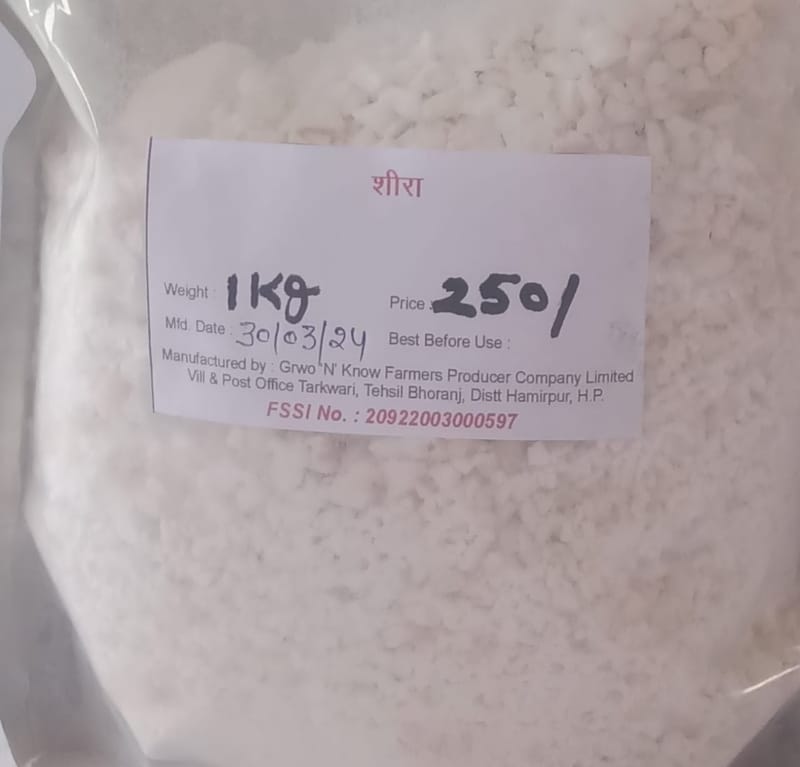 शीरा
Weight : 1 Kg Price : 250/
Mfd. Date : 30/03/24 Best Before Use :
Manufactured by : Grwo 'N' Know Farmers Producer Company Limited
Vill & Post Office Tarkwari, Tehsil Bhoranj, Distt Hamirpur, H.P.
FSSI No. : 20922003000597